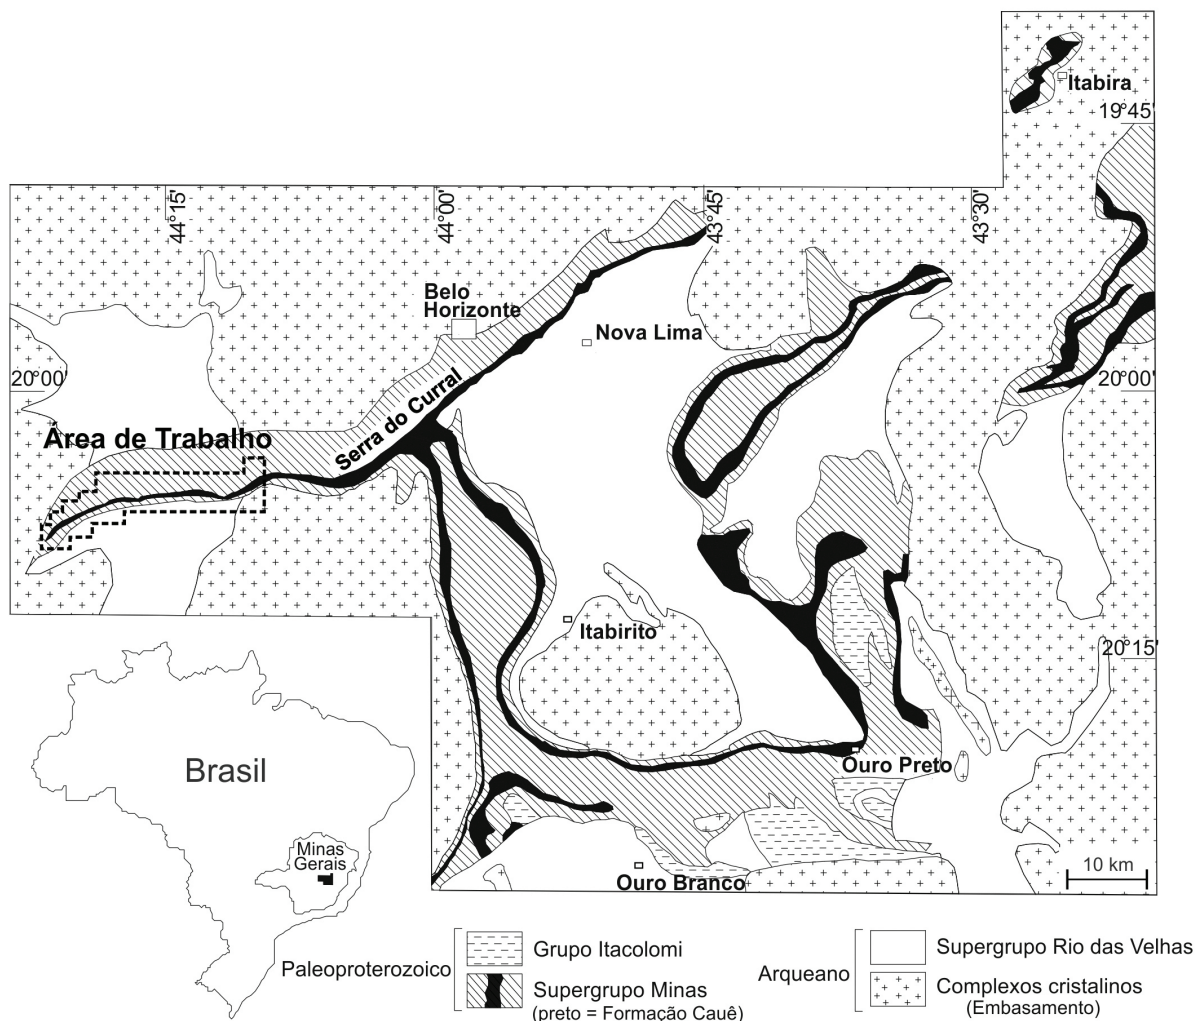 Itabira
19°45'
44°15'
44°00'
43°45'
43°30'
Belo
Horizonte
Nova Lima
20°00'
20°00'
Serra do Curral
Área de Trabalho
Itabirito
20°15'
Ouro Preto
Brasil
Minas
Gerais
10 km
Ouro Branco
Grupo Itacolomi
Supergrupo Rio das Velhas
Paleoproterozoico
Arqueano
Supergrupo Minas
(preto = Formação Cauê)
Complexos cristalinos
(Embasamento)